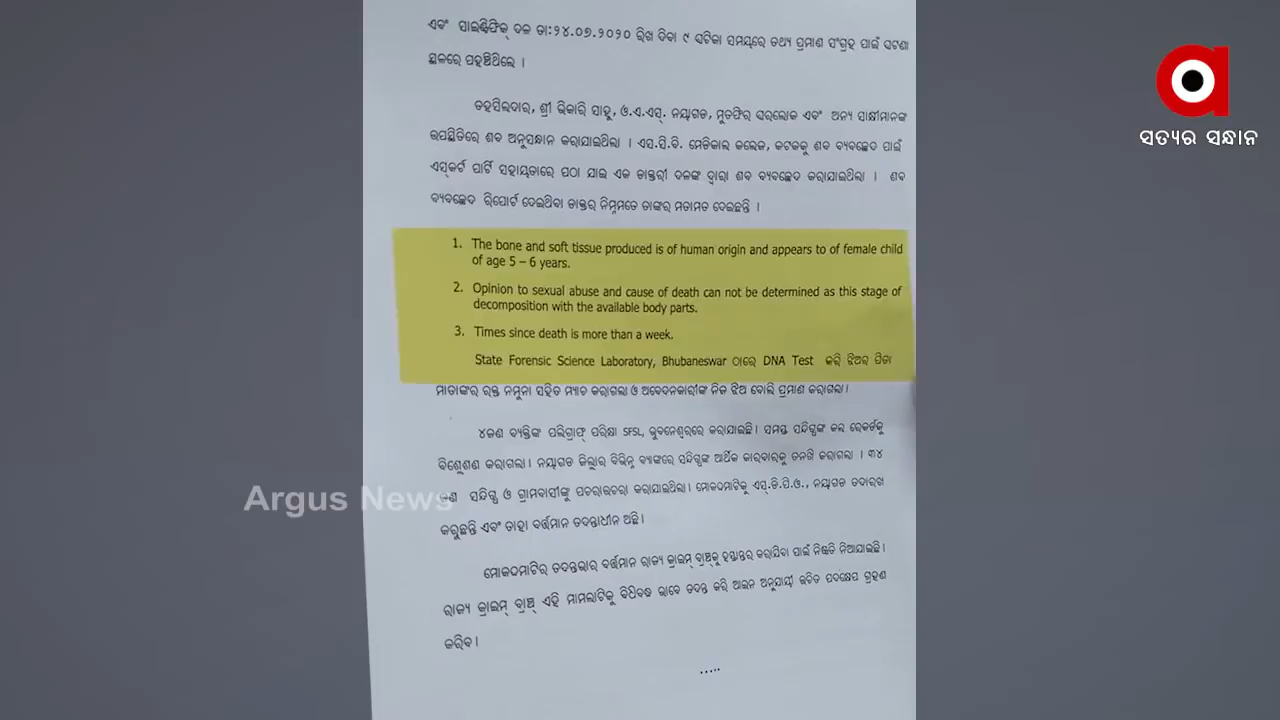 ଏବଂ ସାଇଣ୍ଟିଫିକ୍ ଦଳ ତା:୨୪.୦୭.୨୦୨୦ ରିଖ ଦିବା ୯ ଘଟିକା ସମୟରେ ତଥ୍ୟ ପ୍ରମାଣ ସଂଗ୍ରହ ପାଇଁ ଘଟଣା
ସ୍ଥଳରେ ପହଞ୍ଚିଥିଲେ ।
ତହସିଲଦାର, ଶ୍ରୀ ଭିକାରି ସାହୁ, ଓ.ଏ.ଏସ୍. ନୟାଗଡ, ମୁତଫିର ସରଲୋକ ଏବଂ ଅନ୍ୟ ସାକ୍ଷୀମାନଙ୍କ
ଉପସ୍ଥିତିରେ ଶବ ଅନୁସନ୍ଧାନ କରାଯାଇଥିଲା । ଏସ.ସି.ବି. ମେଡିକାଲ କଲେଜ, କଟକକୁ ଶବ ବ୍ୟବଚ୍ଛେଦ ପାଇଁ
ଏସ୍କର୍ଟ ପାର୍ଟି ସହାୟତାରେ ପଠା ଯାଇ ଏକ ଡାକ୍ତରୀ ଦଳଙ୍କ ଦ୍ୱାରା ଶବ ବ୍ୟବଚ୍ଛେଦ କରାଯାଇଥିଲା । ଶବ
ବ୍ୟବଚ୍ଛେଦ ରିପୋର୍ଟ ଦେଇଥିବା ଡାକ୍ତର ନିମ୍ନମତେ ତାଙ୍କର ମତାମତ ଦେଇଛନ୍ତି ।
1. The bone and soft tissue produced is of human origin and appears to of female child
of age 5 – 6 years.
2. Opinion to sexual abuse and cause of death can not be determined as this stage of
decomposition with the available body parts.
3. Times since death is more than a week.
State Forensic Science Laboratory, Bhubaneswar ଠାରେ DNA Test କରି ଝିଅର ପିତା
ମାତାଙ୍କର ରକ୍ତ ନମୁନା ସହିତ ମ୍ୟାଚ କରାଗଲା ଓ ଅବେଦନକାରୀଙ୍କ ନିଜ ଝିଅ ବୋଲି ପ୍ରମାଣ କରାଗଲା ।
୪ଜଣ ବ୍ୟକ୍ତିଙ୍କ ପଲିଗ୍ରାଫ୍ ପରିକ୍ଷା SFSL, ଭୁବନେଶ୍ୱରରେ କରାଯାଇଛି । ସମସ୍ତ ସନ୍ଦିଗ୍ଧଙ୍କ କଲ ରେକର୍ଡକୁ
ବିଶ୍ଳେଶଣ କରାଗଲା । ନୟାଗଡ ଜିଲ୍ଲାର ବିଭିନ୍ନ ବ୍ୟାଙ୍କରେ ସନ୍ଦିଗ୍ଧଙ୍କ ଆର୍ଥିକ କାରବାରକୁ ତନଖି କରାଗଲା । ୩୪
ଜଣ ସନ୍ଦିଗ୍ଧ ଓ ଗ୍ରାମବାସୀଙ୍କୁ ପଚରାଉଚରା କରାଯାଇଥିଲା । ମୋକଦ୍ଦମାଟିକୁ ଏସ୍.ଡି.ପି.ଓ., ନୟାଗଡ ତଦାରଖ
କରୁଛନ୍ତି ଏବଂ ତାହା ବର୍ତ୍ତମାନ ତଦନ୍ତାଧୀନ ଅଛି ।
ମୋକଦ୍ଦମାଟିର ତଦନ୍ତଭାର ବର୍ତ୍ତମାନ ରାଜ୍ୟ କ୍ରାଇମ୍ ବ୍ରାଞ୍ଚକୁ ହସ୍ତାନ୍ତର କରାଯିବା ପାଇଁ ନିଷ୍ପତି ନିଆଯାଇଛି ।
ରାଜ୍ୟ କ୍ରାଇମ୍ ବ୍ରାଞ୍ଚ୍ ଏହି ମାମଲାଟିକୁ ବିଧିବଦ୍ଧ ଭାବେ ତଦନ୍ତ କରି ଆଇନ ଅନୁଯାୟୀ ଉଚିତ ପଦକ୍ଷେପ ଗ୍ରହଣ
କରିବ ।
.....
Argus News
ସତ୍ୟର ସନ୍ଧାନ